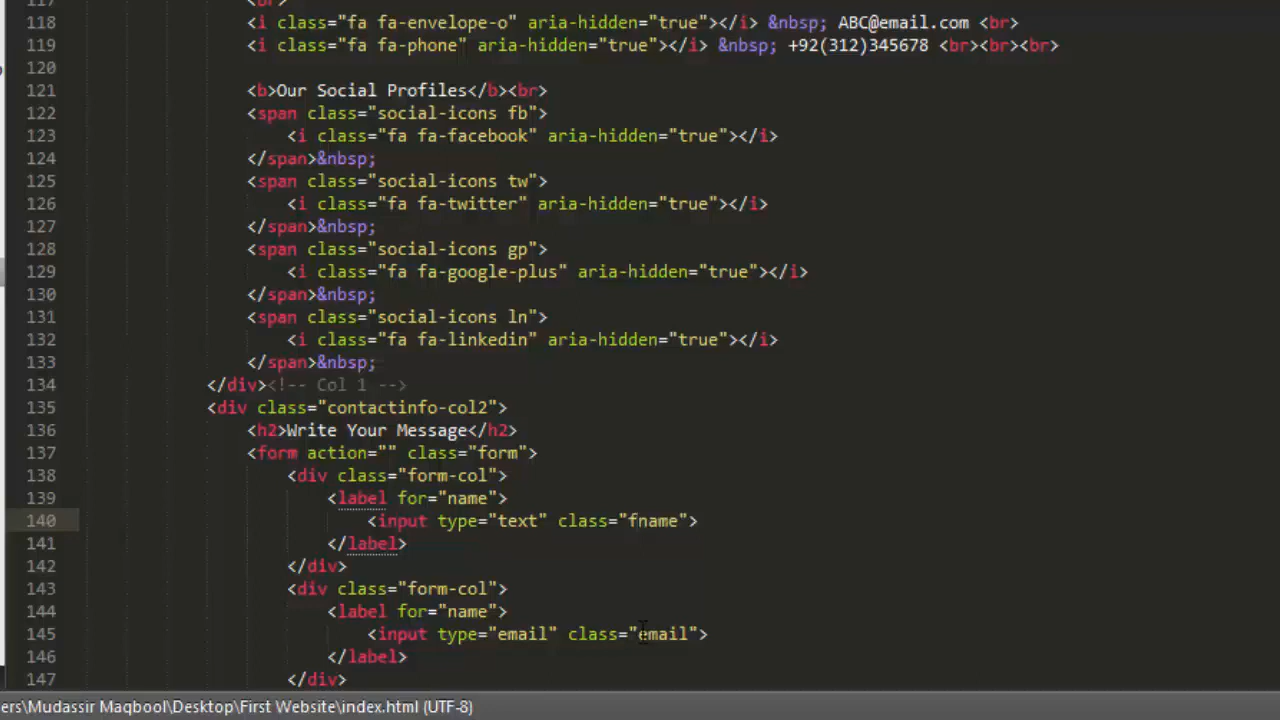 117 <br>
118 <i class="fa fa-envelope-o" aria-hidden="true"></i> &nbsp; ABC@email.com <br>
119 <i class="fa fa-phone" aria-hidden="true"></i> &nbsp; +92(312)345678 <br><br><br>
120
121 <b>Our Social Profiles</b><br>
122 <span class="social-icons fb">
123 <i class="fa fa-facebook" aria-hidden="true"></i>
124 </span>&nbsp;
125 <span class="social-icons tw">
126 <i class="fa fa-twitter" aria-hidden="true"></i>
127 </span>&nbsp;
128 <span class="social-icons gp">
129 <i class="fa fa-google-plus" aria-hidden="true"></i>
130 </span>&nbsp;
131 <span class="social-icons ln">
132 <i class="fa fa-linkedin" aria-hidden="true"></i>
133 </span>&nbsp;
134 </div><!-- Col 1 -->
135 <div class="contactinfo-col2">
136 <h2>Write Your Message</h2>
137 <form action="" class="form">
138 <div class="form-col">
139 <label for="name">
140 <input type="text" class="fname">
141 </label>
142 </div>
143 <div class="form-col">
144 <label for="name">
145 <input type="email" class="email">
146 </label>
147 </div>
ers\Mudassir Maqbool\Desktop\First Website\index.html (UTF-8)